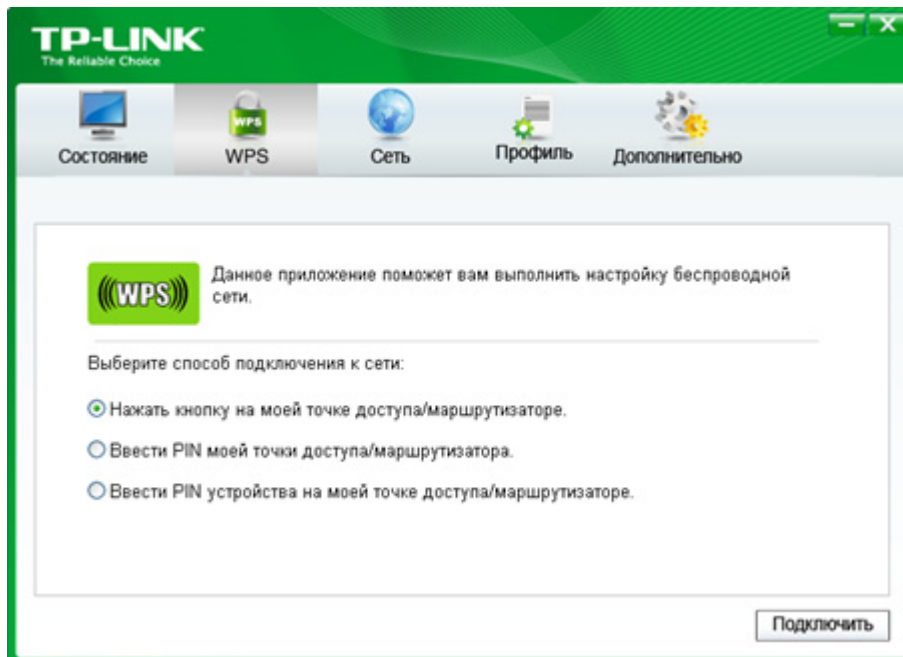 TP-LINK
The Reliable Choice
Состояние
WPS
WPS
Сеть
Профиль
Дополнительно
WPS
Данное приложение поможет вам выполнить настройку беспроводной
сети.
Выберите способ подключения к сети:
Нажать кнопку на моей точке доступа/маршрутизаторе.
Ввести PIN моей точки доступа/маршрутизатора.
Ввести PIN устройства на моей точке доступа/маршрутизаторе.
Подключить